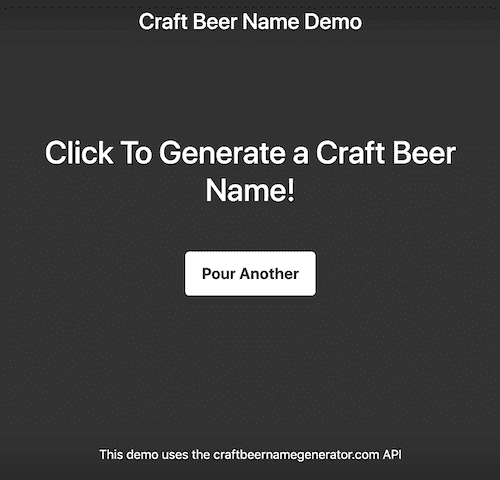 Craft Beer Name Demo
Click To Generate a Craft Beer
Name!
Pour Another
This demo uses the craftbeernamegenerator.com API